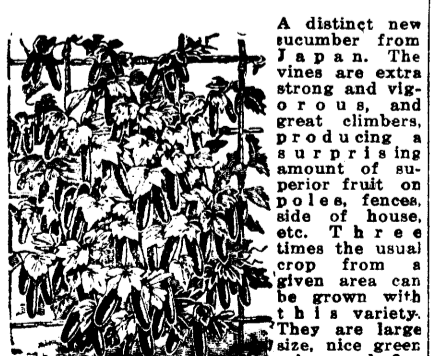 A distinct new
cucumber from
Japan. The
vines are extra
strong and vig-
orous, and
great climbers,
producing a
surprising
amount of su-
perior fruit on
poles, fences,
side of house,
etc. Three
times the usual
crop from a
given area can
be grown with
this variety.
They are large
size, nice green